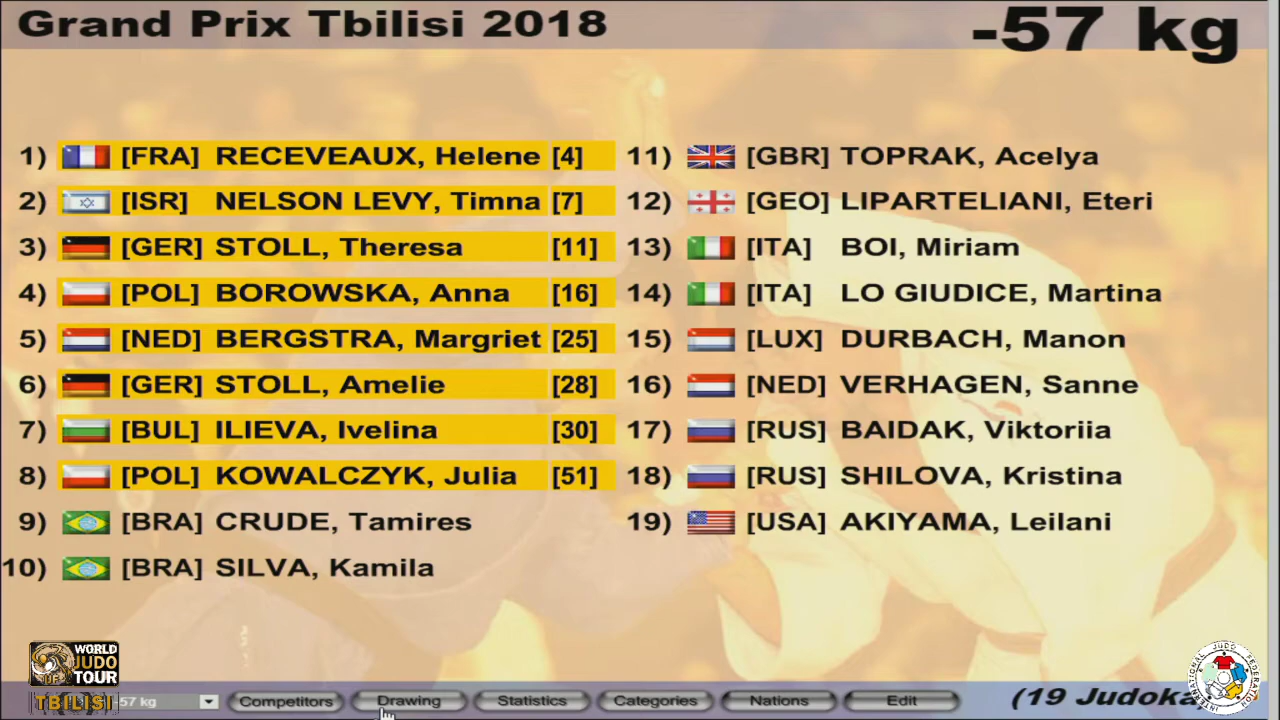 Grand Prix Tbilisi 2018
-57 kg
1) [FRA] RECEVEAUX, Helene [4]
2) [ISR] NELSON LEVY, Timna [7]
3) [GER] STOLL, Theresa [11]
4) [POL] BOROWSKA, Anna [16]
5) [NED] BERGSTRA, Margriet [25]
6) [GER] STOLL, Amelie [28]
7) [BUL] ILIEVA, Ivelina [30]
8) [POL] KOWALCZYK, Julia [51]
9) [BRA] CRUDE, Tamires
10) [BRA] SILVA, Kamila
11) [GBR] TOPRAK, Acelya
12) [GEO] LIPARTELIANI, Eteri
13) [ITA] BOI, Miriam
14) [ITA] LO GIUDICE, Martina
15) [LUX] DURBACH, Manon
16) [NED] VERHAGEN, Sanne
17) [RUS] BAIDAK, Viktoriia
18) [RUS] SHILOVA, Kristina
19) [USA] AKIYAMA, Leilani
WORLD
JUDO
TOUR
TBILISI
57 kg
Competitors
Drawing
Statistics
Categories
Nations
Edit
(19 Judoka
INTERNATIONAL JUDO FEDERATION